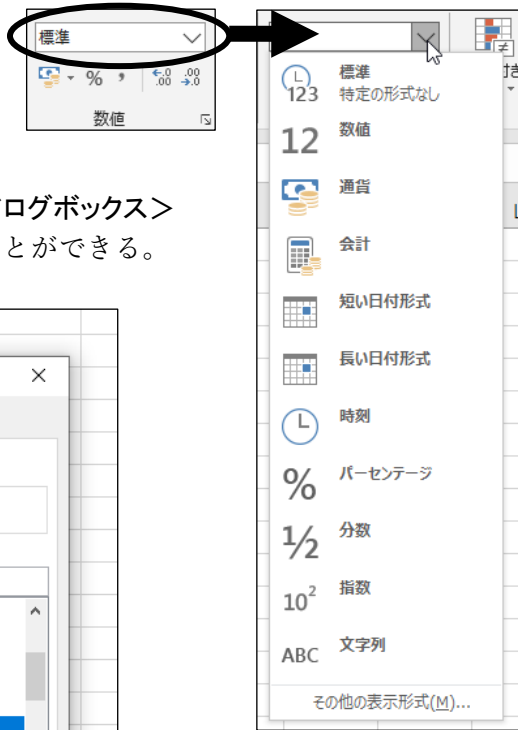 標準
% , ←.0 .00 .00 →.0
数値
ログボックス＞
とができる。
標準
123
特定の形式なし
12 数値
通貨
会計
短い日付形式
長い日付形式
時刻
% パーセンテージ
1/2 分数
10² 指数
ABC 文字列
その他の表示形式(M)...